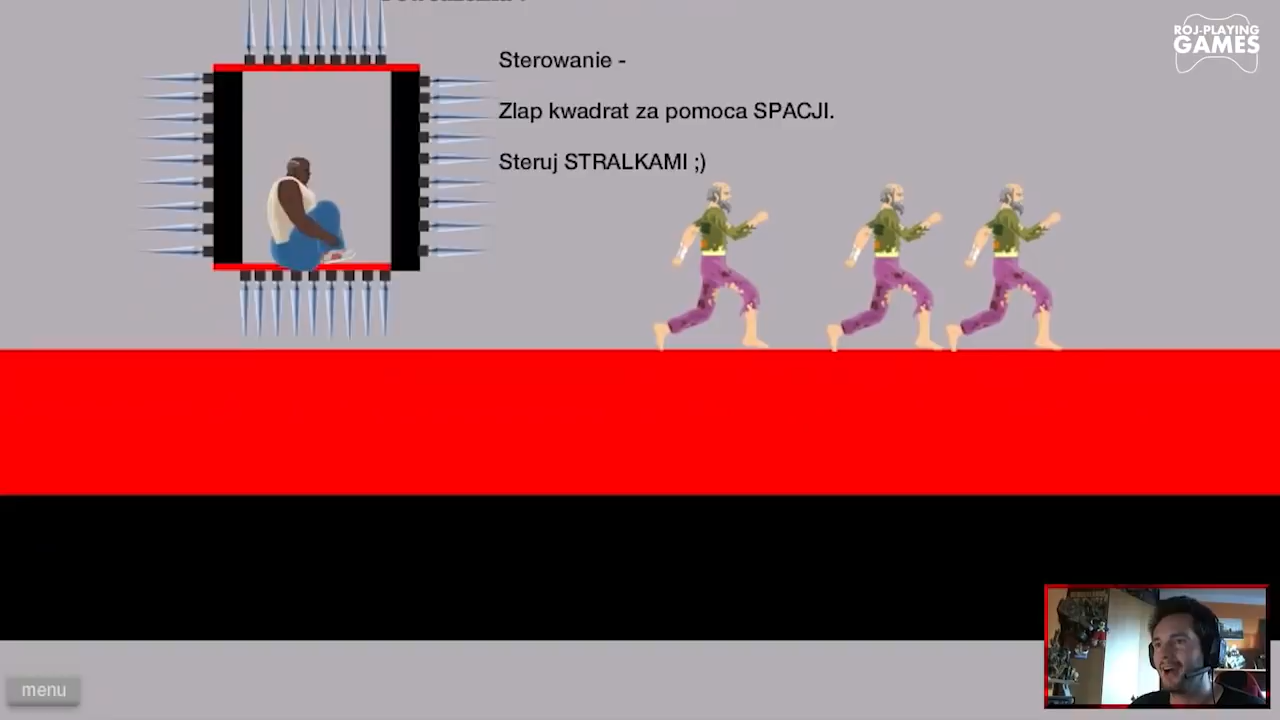 ROJ-PLAYING
GAMES
Sterowanie -
Zlap kwadrat za pomoca SPACJI.
Steruj STRALKAMI ;)
menu